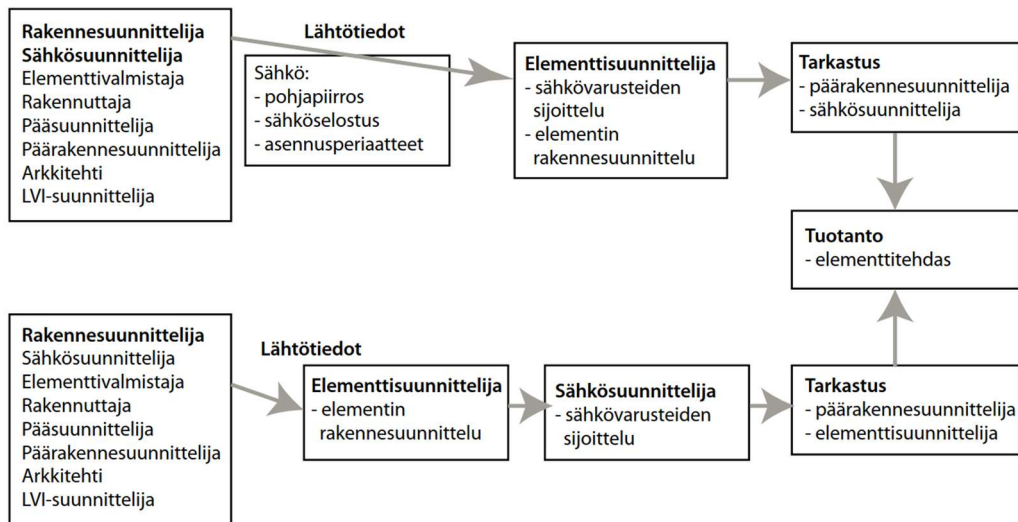 Rakennesuunnittelija
Sähkösuunnittelija
Elementtivalmistaja
Rakennuttaja
Pääsuunnittelija
Päärakennesuunnittelija
Arkkitehti
LVI-suunnittelija
Lähtötiedot
Sähkö:
- pohjapiirros
- sähköselostus
- asennusperiaatteet
Elementtisuunnittelija
- sähkövarusteiden
sijoittelu
- elementin
rakennesuunnittelu
Tarkastus
- päärakennesuunnittelija
- sähkösuunnittelija
Tuotanto
- elementtitehdas
Rakennesuunnittelija
Sähkösuunnittelija
Elementtivalmistaja
Rakennuttaja
Pääsuunnittelija
Päärakennesuunnittelija
Arkkitehti
LVI-suunnittelija
Lähtötiedot
Elementtisuunnittelija
- elementin
rakennesuunnittelu
Sähkösuunnittelija
- sähkövarusteiden
sijoittelu
Tarkastus
- päärakennesuunnittelija
- elementtisuunnittelija